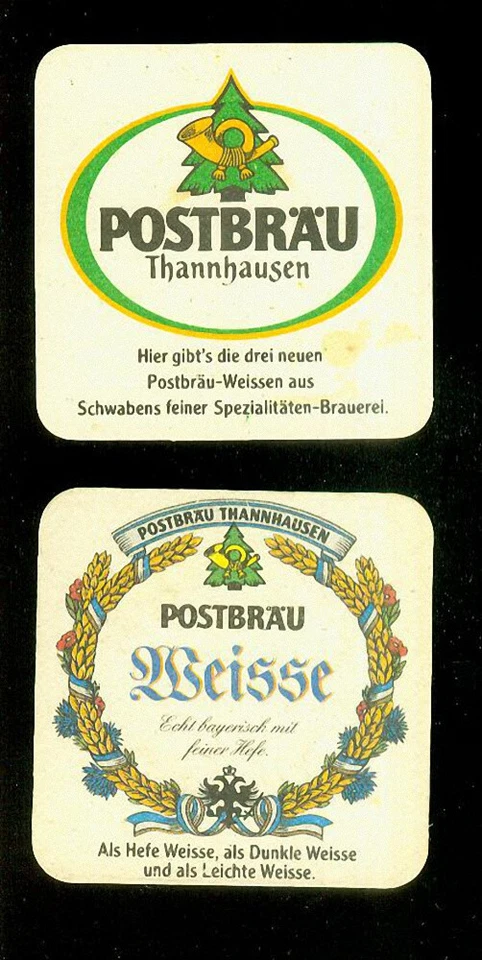 POSTBRÄU
Thannhausen
Hier gibt's die drei neuen
Postbräu-Weissen aus
Schwabens feiner Spezialitäten-Brauerei.
POSTBRÄU THANNHAUSEN
POSTBRÄU
Weisse
Echt bayerisch mit
feiner Hefe.
Als Hefe Weisse, als Dunkle Weisse
und als Leichte Weisse.